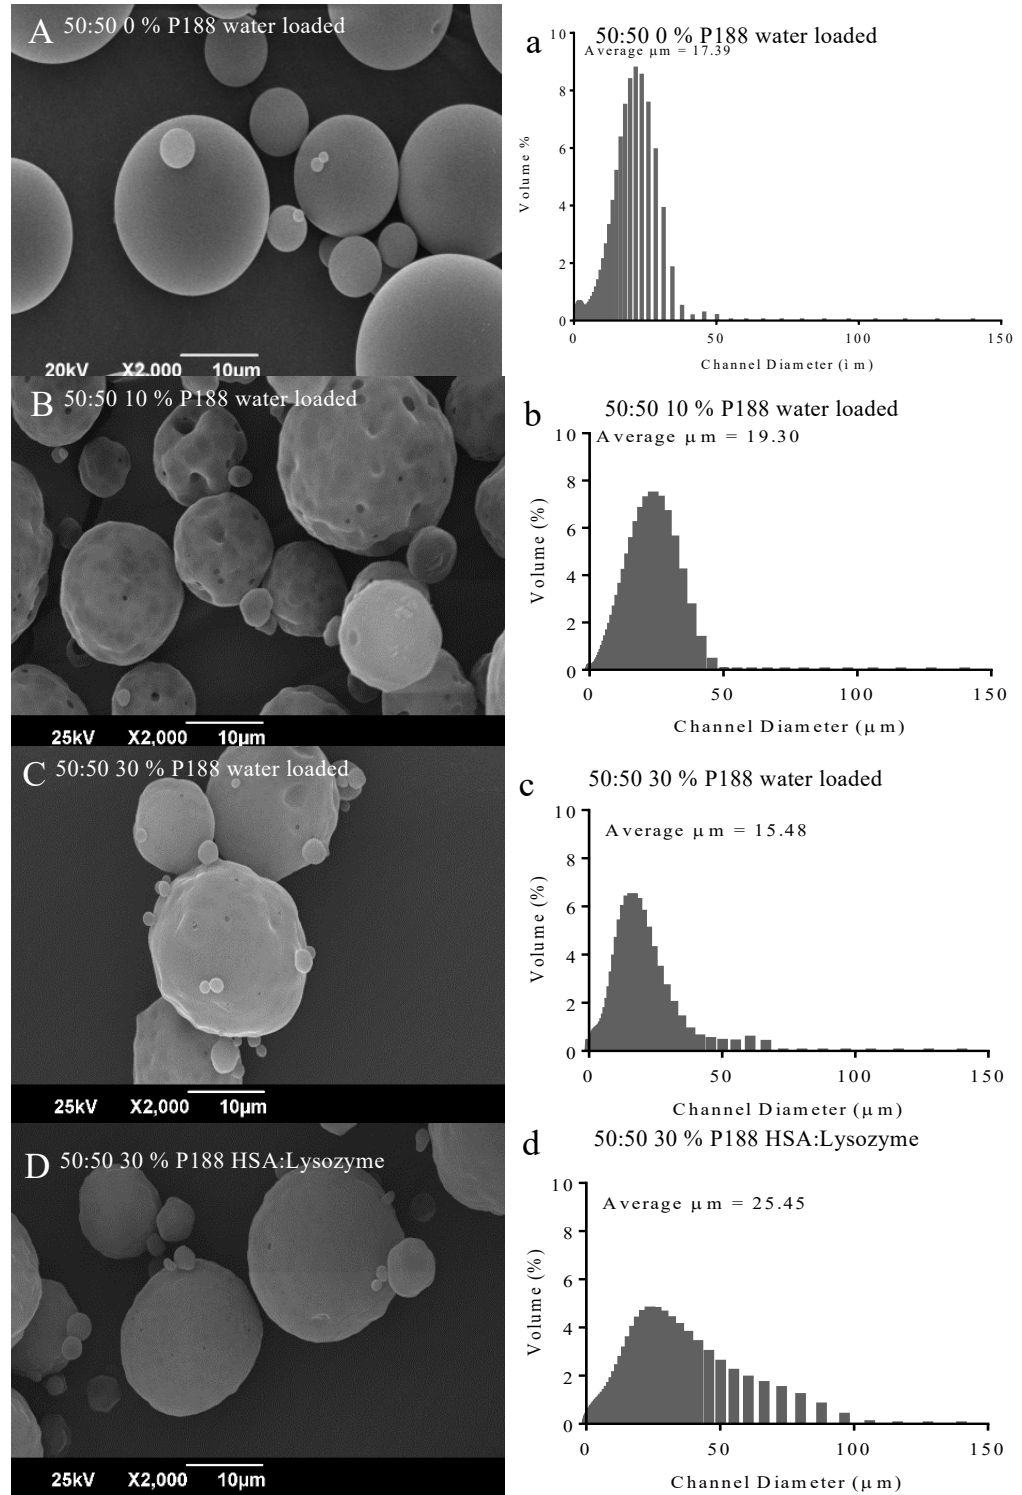 A 50:50 0 % P188 water loaded
20kV X2,000 10µm
a 50:50 0 % P188 water loaded
Average µm = 17.39
10
8
6
4
2
0
Volume %
0 50 100 150
Channel Diameter (i m)
B 50:50 10 % P188 water loaded
25kV X2,000 10µm
b 50:50 10 % P188 water loaded
Average µm = 19.30
10
8
6
4
2
0
Volume (%)
0 50 100 150
Channel Diameter (µm)
C 50:50 30 % P188 water loaded
25kV X2,000 10µm
c 50:50 30 % P188 water loaded
Average µm = 15.48
10
8
6
4
2
0
Volume (%)
0 50 100 150
Channel Diameter (µm)
D 50:50 30 % P188 HSA:Lysozyme
25kV X2,000 10µm
d 50:50 30 % P188 HSA:Lysozyme
Average µm = 25.45
10
8
6
4
2
0
Volume (%)
0 50 100 150
Channel Diameter (µm)